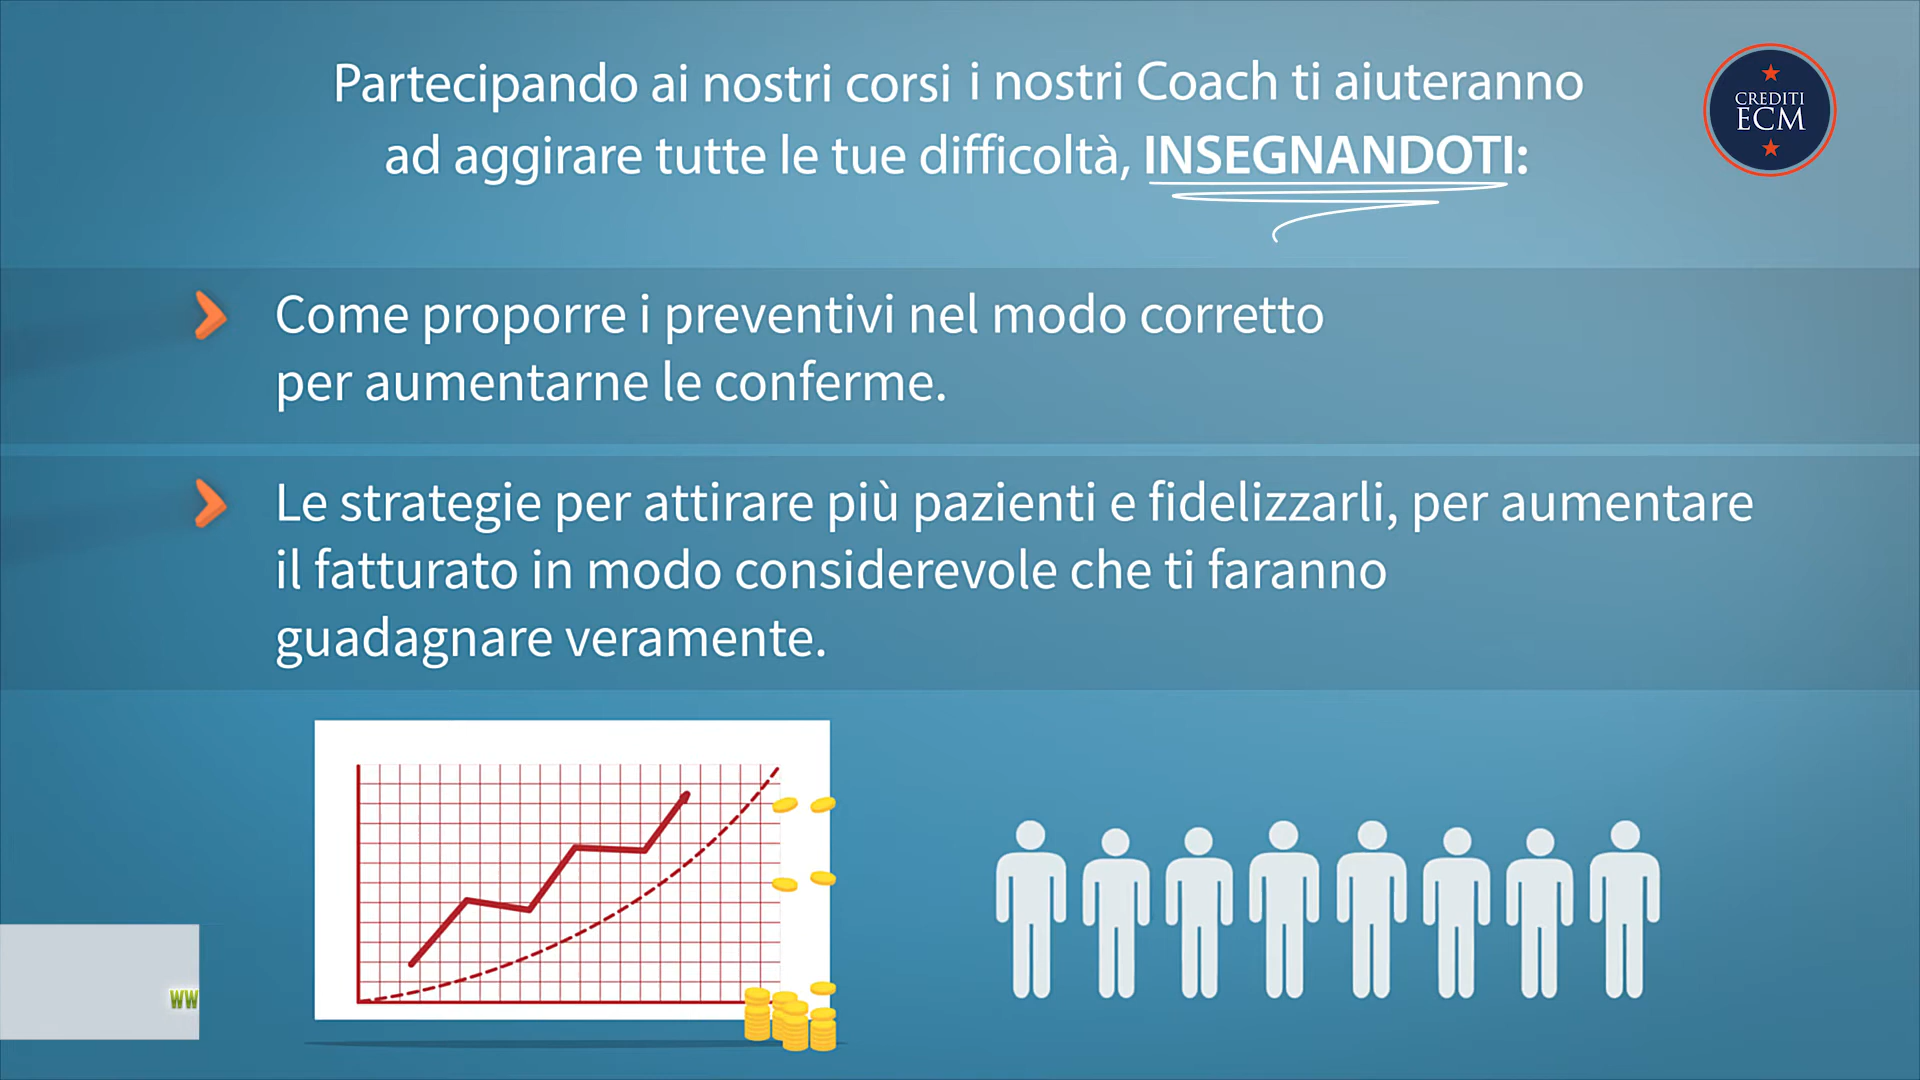 Partecipando ai nostri corsi i nostri Coach ti aiuteranno
ad aggirare tutte le tue difficoltà, INSEGNANDOTI:
CREDITI
ECM
Come proporre i preventivi nel modo corretto
per aumentarne le conferme.
Le strategie per attirare più pazienti e fidelizzarli, per aumentare
il fatturato in modo considerevole che ti faranno
guadagnare veramente.
ww